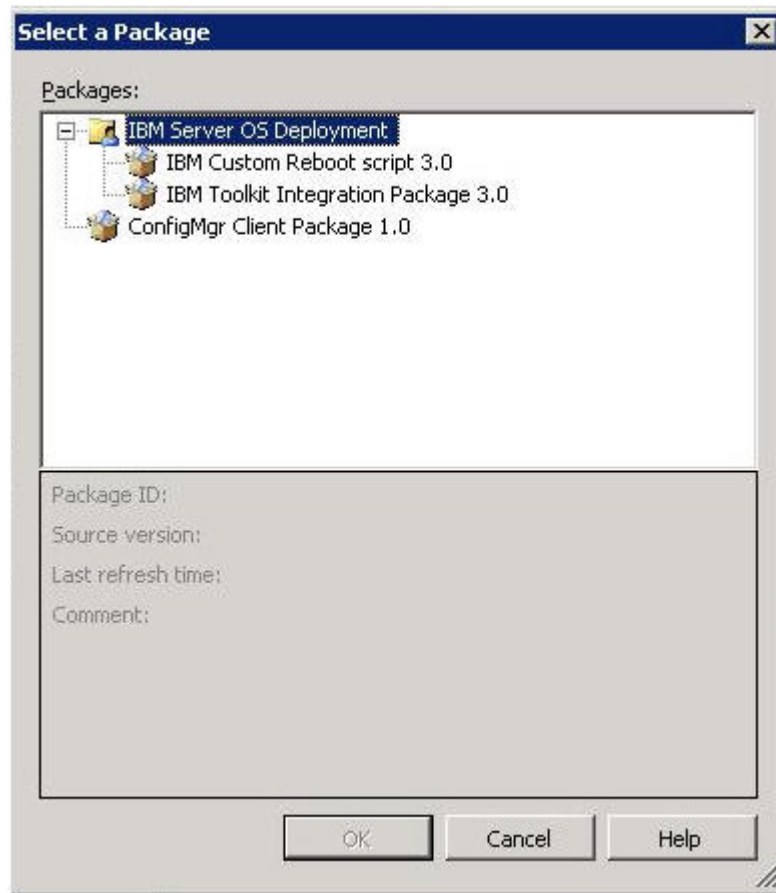 Select a Package
Packages:
IBM Server OS Deployment
IBM Custom Reboot script 3.0
IBM Toolkit Integration Package 3.0
ConfigMgr Client Package 1.0
Package ID:
Source version:
Last refresh time:
Comment:
OK Cancel Help